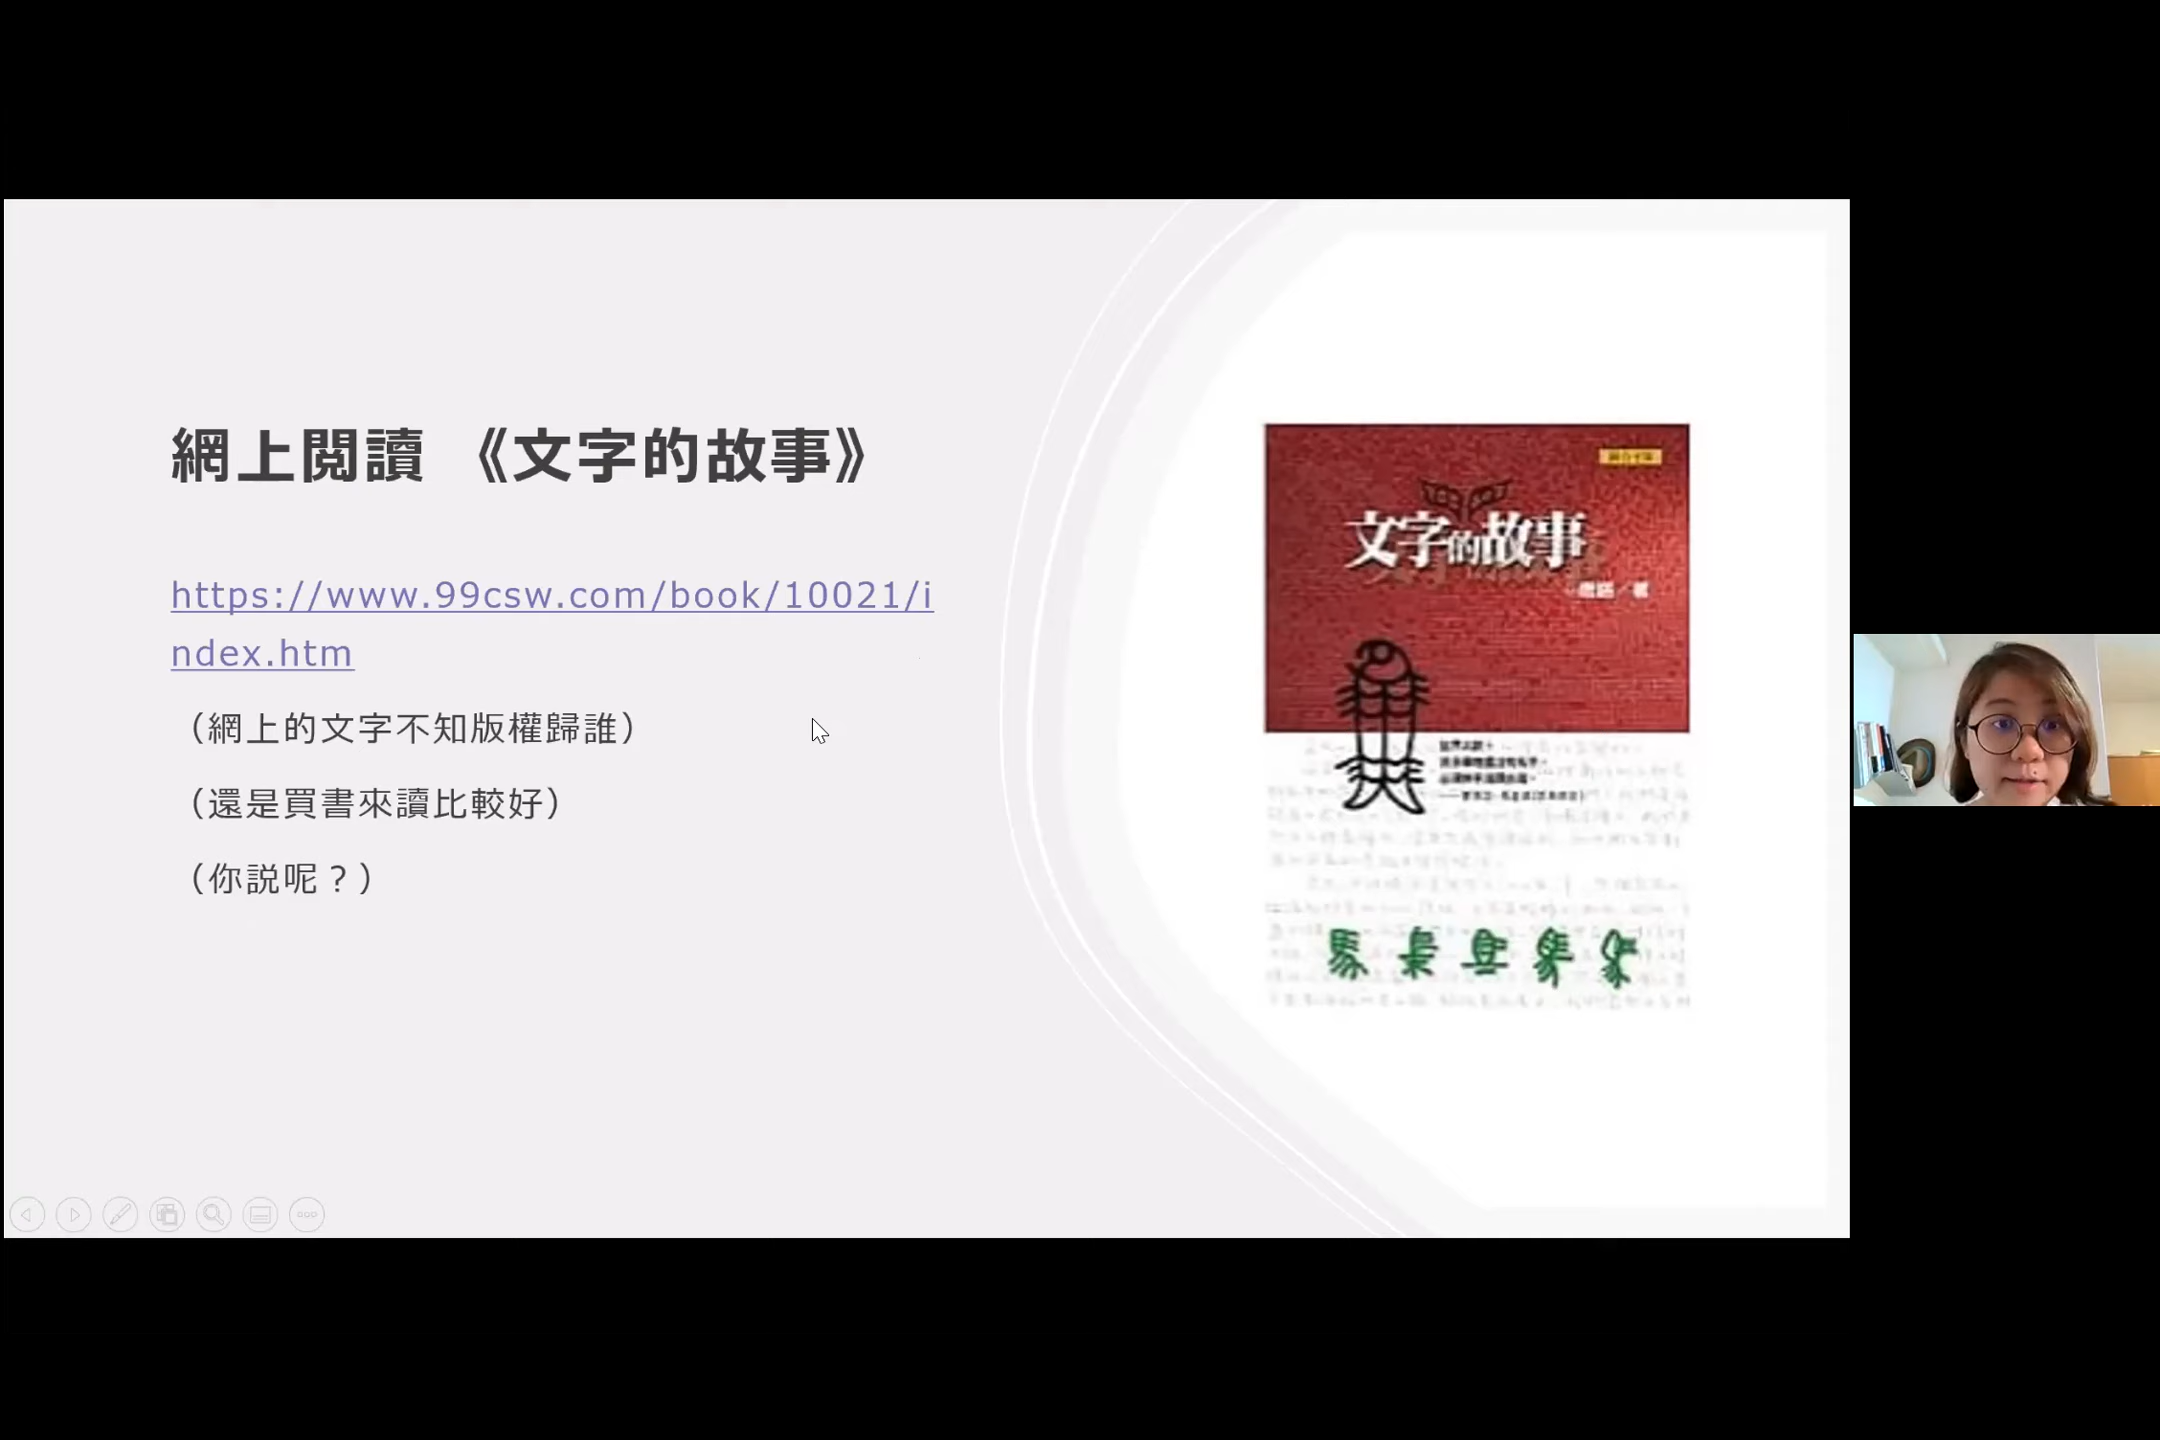 網上閱讀 《文字的故事》
https://www.99csw.com/book/10021/i
ndex.htm
（網上的文字不知版權歸誰）
（還是買書來讀比較好）
（你説呢？）
文字的故事